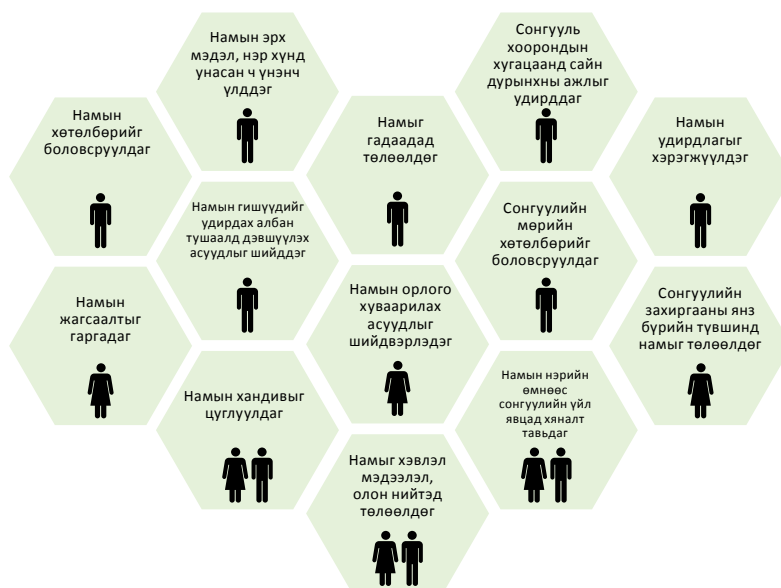 Намын эрх
мэдэл, нэр хүнд
унасан ч үнэнч
үлддэг
Сонгууль
хоорондын
хугацаанд сайн
дурынхны ажлыг
удирддаг
Намын
хөтөлбөрийг
боловсруулдаг
Намыг
гадаадад
төлөөлдөг
Намын
удирдлагыг
хэрэгжүүлдэг
Намын гишүүдийг
удирдах албан
тушаалд дэвшүүлэх
асуудлыг шийддэг
Сонгуулийн
мөрийн
хөтөлбөрийг
боловсруулдаг
Намын
жагсаалтыг
гаргадаг
Намын орлого
хуваарилах
асуудлыг
шийдвэрлэдэг
Сонгуулийн
захиргааны янз
бүрийн түвшинд
намыг төлөөлдөг
Намын хандивыг
цуглуулдаг
Намын нэрийн
өмнөөс
сонгуулийн үйл
явцад хяналт
тавьдаг
Намыг хэвлэл
мэдээлэл,
олон нийтэд
төлөөлдөг